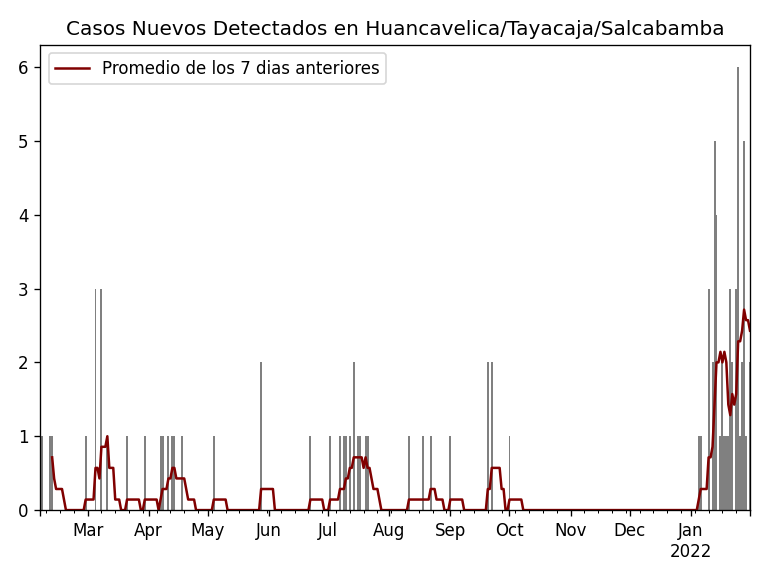 Casos Nuevos Detectados en Huancavelica/Tayacaja/Salcabamba
Promedio de los 7 dias anteriores
6
5
4
3
2
1
0
Mar Apr May Jun Jul Aug Sep Oct Nov Dec Jan
2022